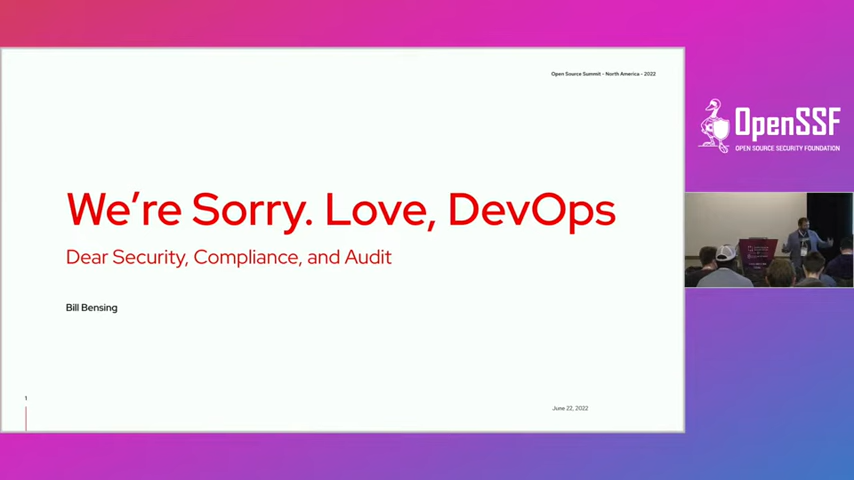 Open Source Summit - North America - 2022
We're Sorry. Love, DevOps
Dear Security, Compliance, and Audit
Bill Bensing
1
June 22, 2022
OpenSSF
OPEN SOURCE SECURITY FOUNDATION